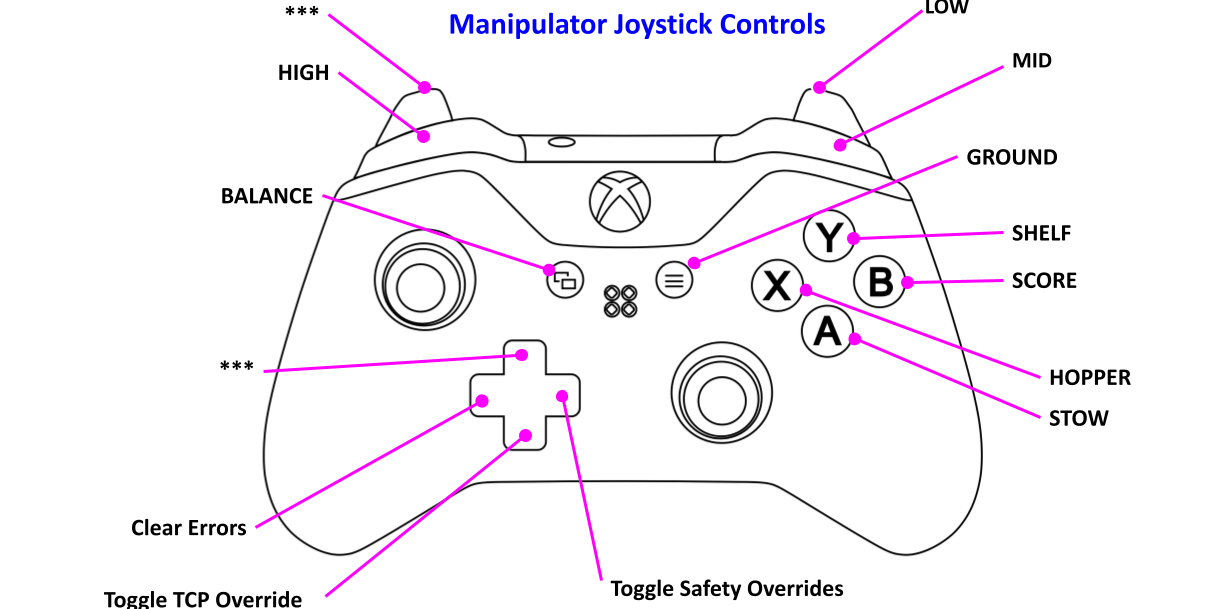 ***
Manipulator Joystick Controls
LOW
HIGH
MID
GROUND
BALANCE
SHELF
Y
SCORE
B
X
A
***
HOPPER
STOW
Clear Errors
Toggle Safety Overrides
Toggle TCP Override